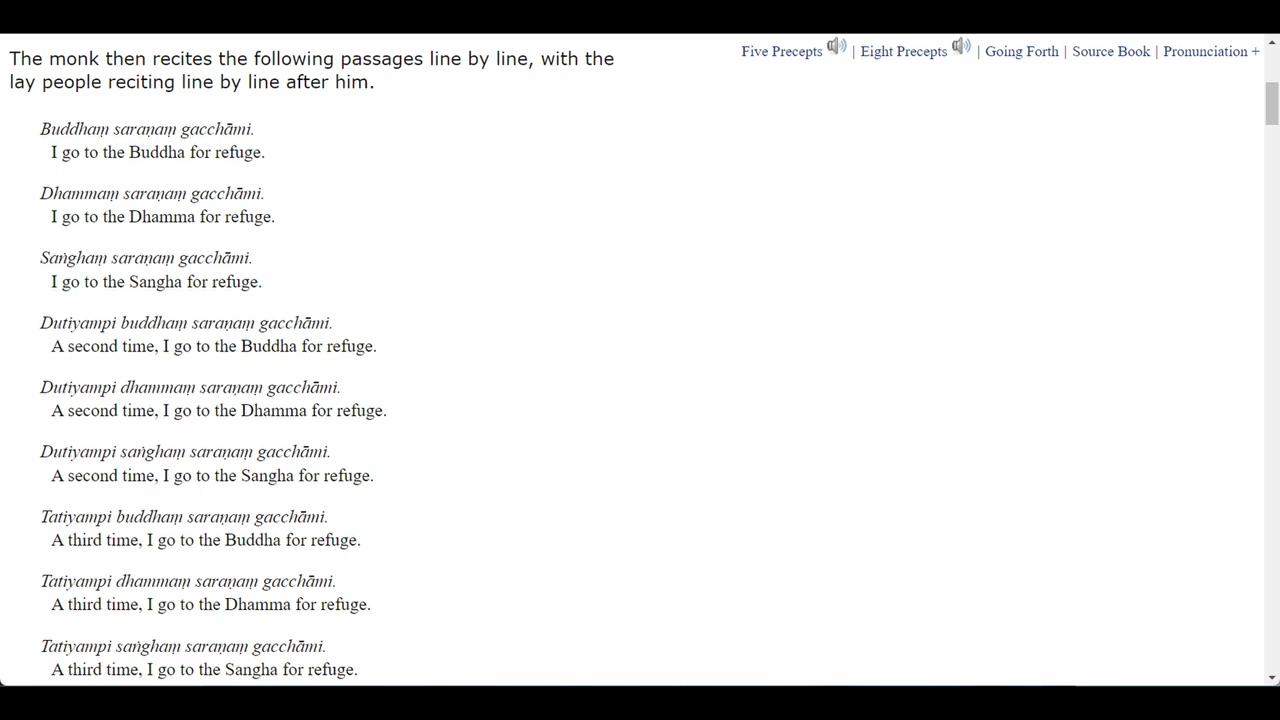 Five Precepts | Eight Precepts | Going Forth | Source Book | Pronunciation +
The monk then recites the following passages line by line, with the
lay people reciting line by line after him.
Buddhaṃ saraṇaṃ gacchāmi.
I go to the Buddha for refuge.
Dhammaṃ saraṇaṃ gacchāmi.
I go to the Dhamma for refuge.
Saṅghaṃ saraṇaṃ gacchāmi.
I go to the Sangha for refuge.
Dutiyampi buddhaṃ saraṇaṃ gacchāmi.
A second time, I go to the Buddha for refuge.
Dutiyampi dhammaṃ saraṇaṃ gacchāmi.
A second time, I go to the Dhamma for refuge.
Dutiyampi saṅghaṃ saraṇaṃ gacchāmi.
A second time, I go to the Sangha for refuge.
Tatiyampi buddhaṃ saraṇaṃ gacchāmi.
A third time, I go to the Buddha for refuge.
Tatiyampi dhammaṃ saraṇaṃ gacchāmi.
A third time, I go to the Dhamma for refuge.
Tatiyampi saṅghaṃ saraṇaṃ gacchāmi.
A third time, I go to the Sangha for refuge.